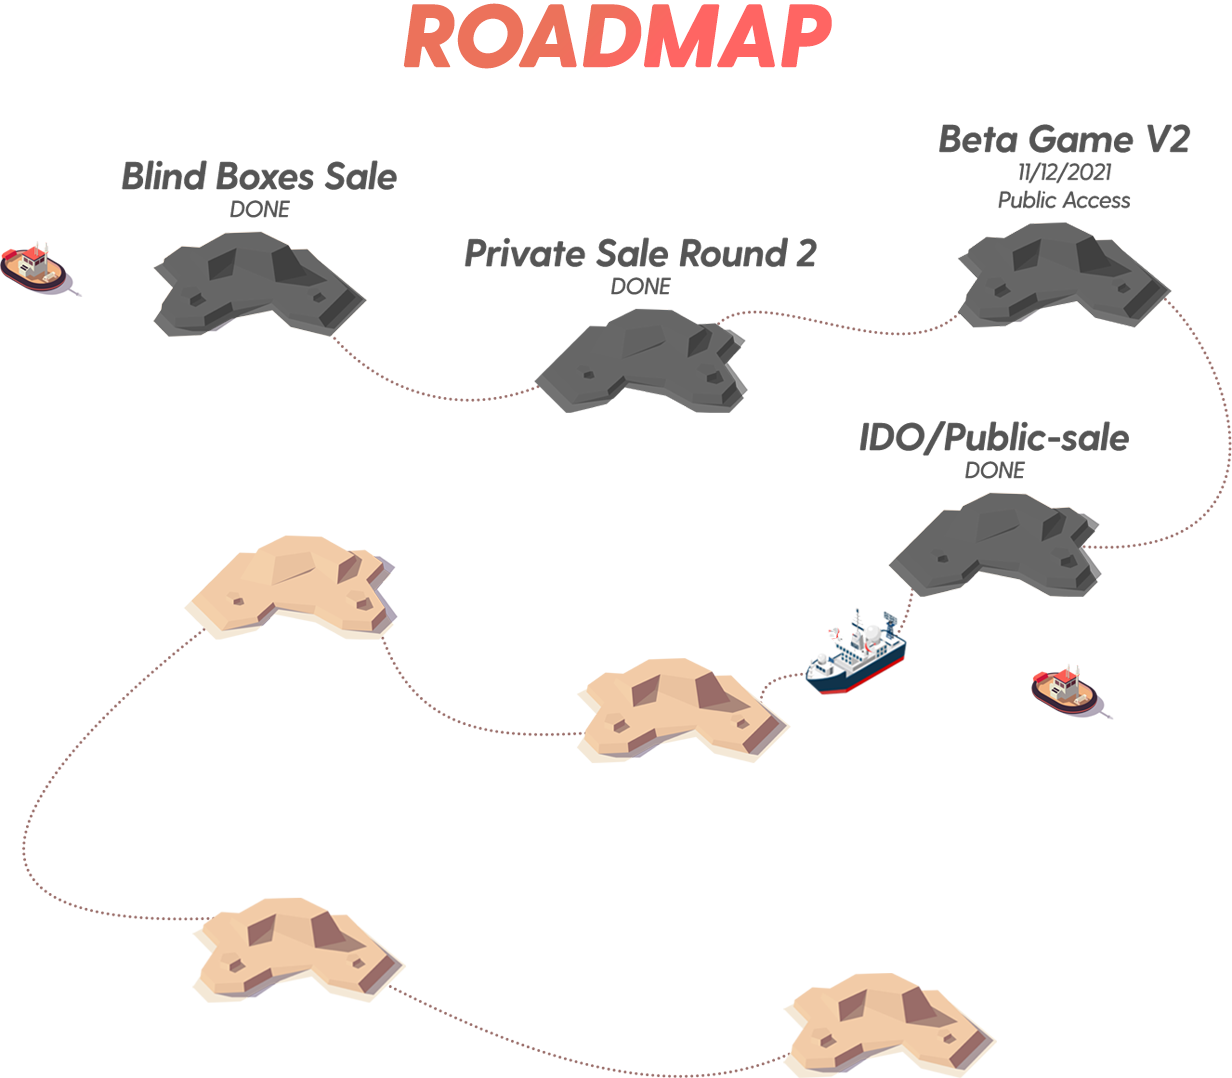 ROADMAP
Blind Boxes Sale
DONE
Private Sale Round 2
DONE
Beta Game V2
11/12/2021
Public Access
IDO/Public-sale
DONE